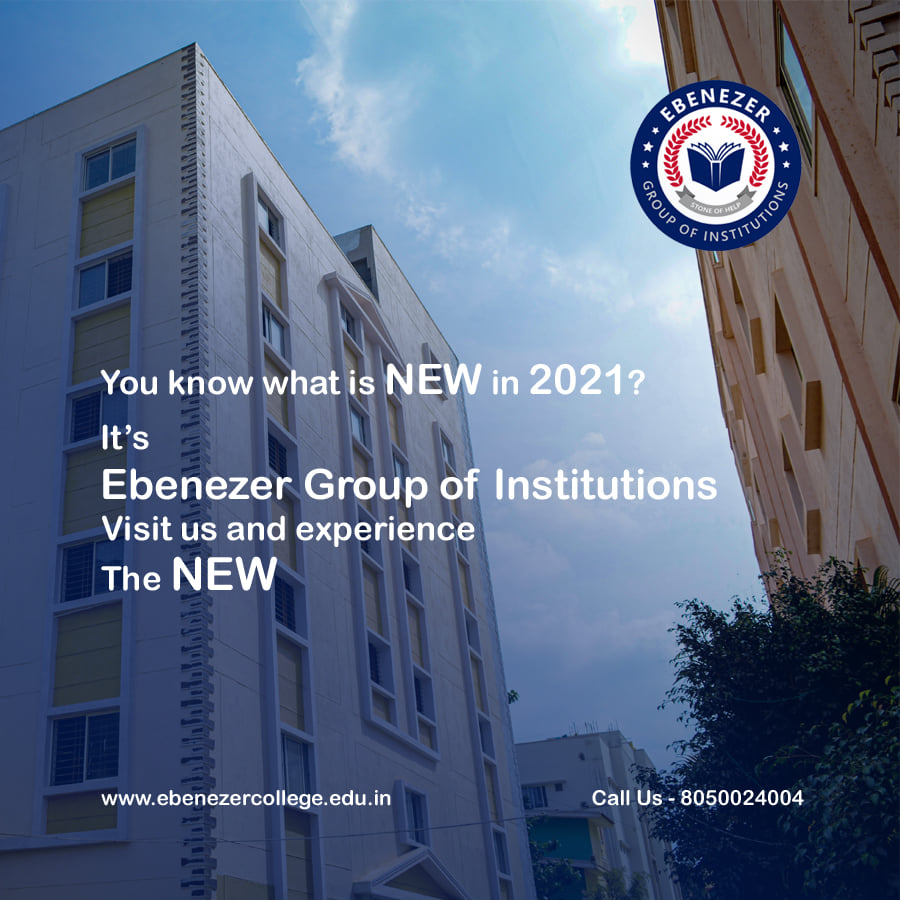 EBENEZER
STONE OF HELP
GROUP OF INSTITUTIONS
You know what is NEW in 2021?
It’s
Ebenezer Group of Institutions
Visit us and experience
The NEW
www.ebenezercollege.edu.in
Call Us - 8050024004